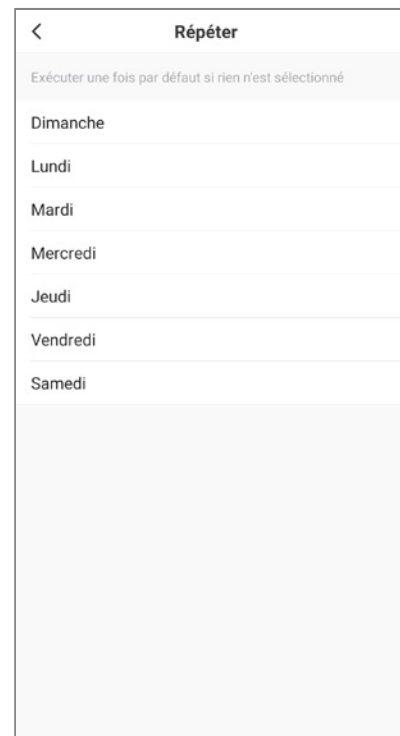 Répéter
Exécuter une fois par défaut si rien n'est sélectionné
Dimanche
Lundi
Mardi
Mercredi
Jeudi
Vendredi
Samedi